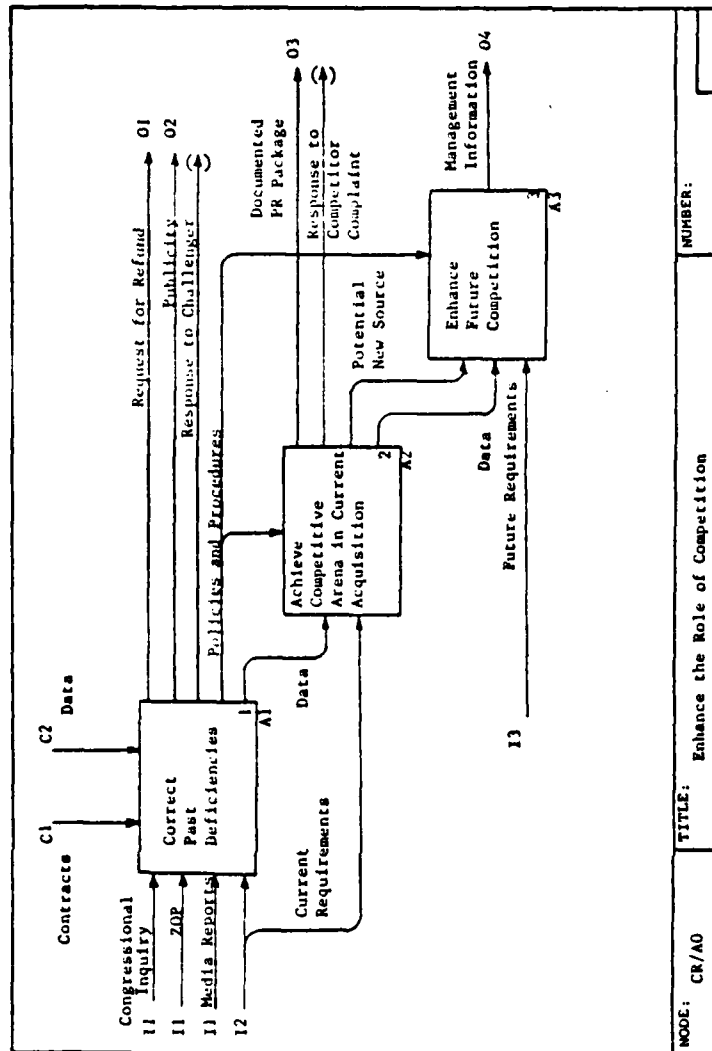 C1
C2
Contracts
Data
Congressional
Inquiry
I1
I1
ZOP
I1
Media Reports
I2
Correct
Past
Deficiencies
1
A1
Request for Refund
O1
Publicity
O2
Response to Challenger
( )
Policies and Procedures
Data
Current
Requirements
Achieve
Competitive
Arena in Current
Acquisition
2
A2
Documented
PR Package
O3
Response to
Competitor
Complaint
( )
Potential
New Source
Data
I3
Future Requirements
Enhance
Future
Competition
3
A3
Management
Information
O4
NODE: CR/AO
TITLE: Enhance the Role of Competition
NUMBER: